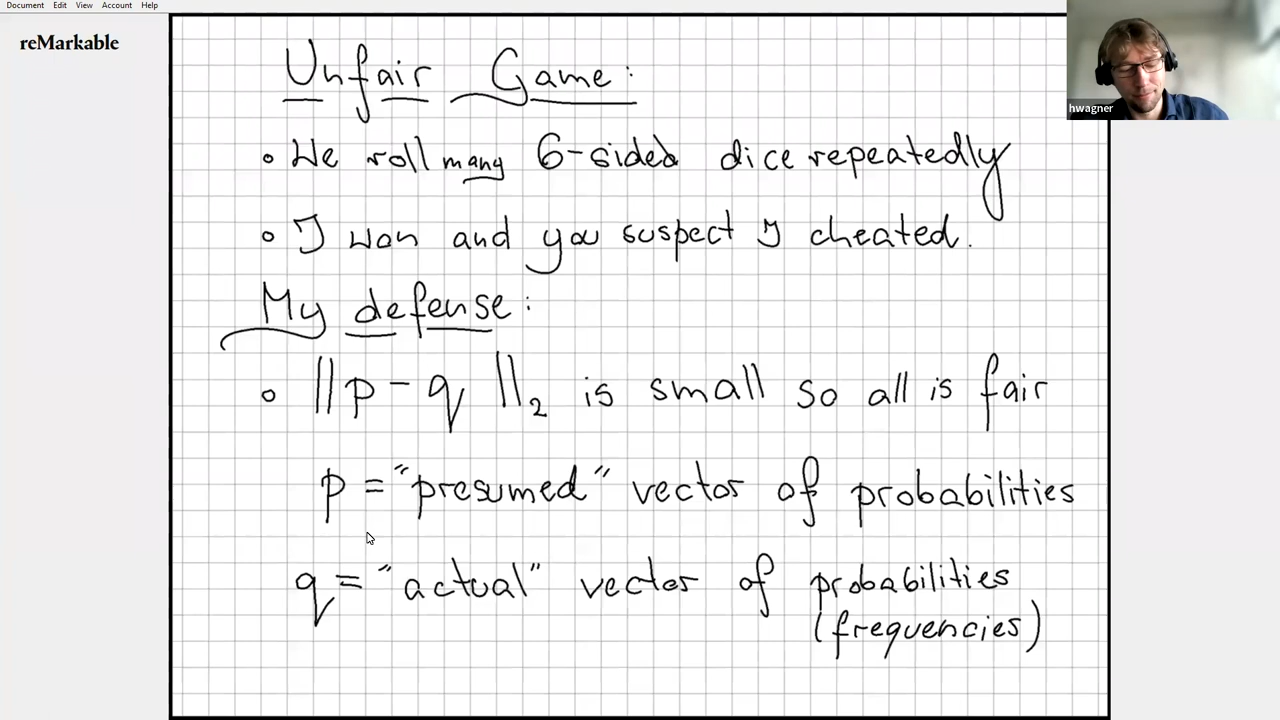 Document Edit View Account Help
reMarkable
hwagner
Unfair Game:
• We roll many 6-sided dice repeatedly
• I won and you suspect I cheated.
My defense:
• ||p - q||₂ is small so all is fair
p = "presumed" vector of probabilities
q = "actual" vector of probabilities
(frequencies)